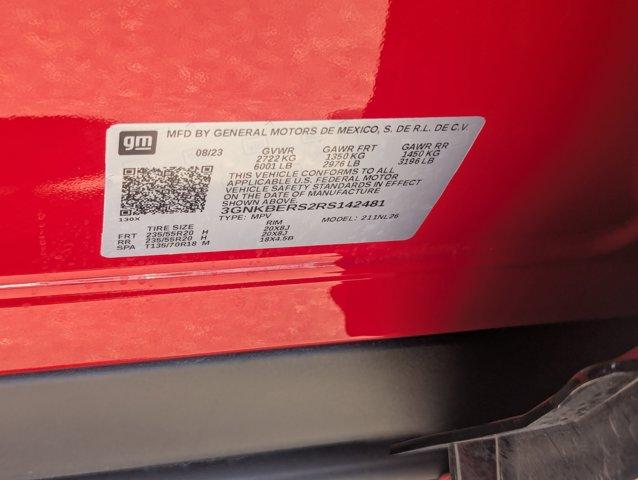 gm MFD BY GENERAL MOTORS DE MEXICO, S. DE R.L. DE C.V.
08/23 GVWR GAWR FRT GAWR RR
2722 KG 1350 KG 1450 KG
6001 LB 2976 LB 3196 LB
THIS VEHICLE CONFORMS TO ALL
APPLICABLE U.S. FEDERAL MOTOR
VEHICLE SAFETY STANDARDS IN EFFECT
ON THE DATE OF MANUFACTURE
SHOWN ABOVE
3GNKBERS2RS142481
130X TYPE: MPV MODEL: 211NL26
TIRE SIZE RIM
FRT 235/55R20 H 20X8J
RR 235/55R20 H 20X8J
SPA T135/70R18 M 18X4.5B